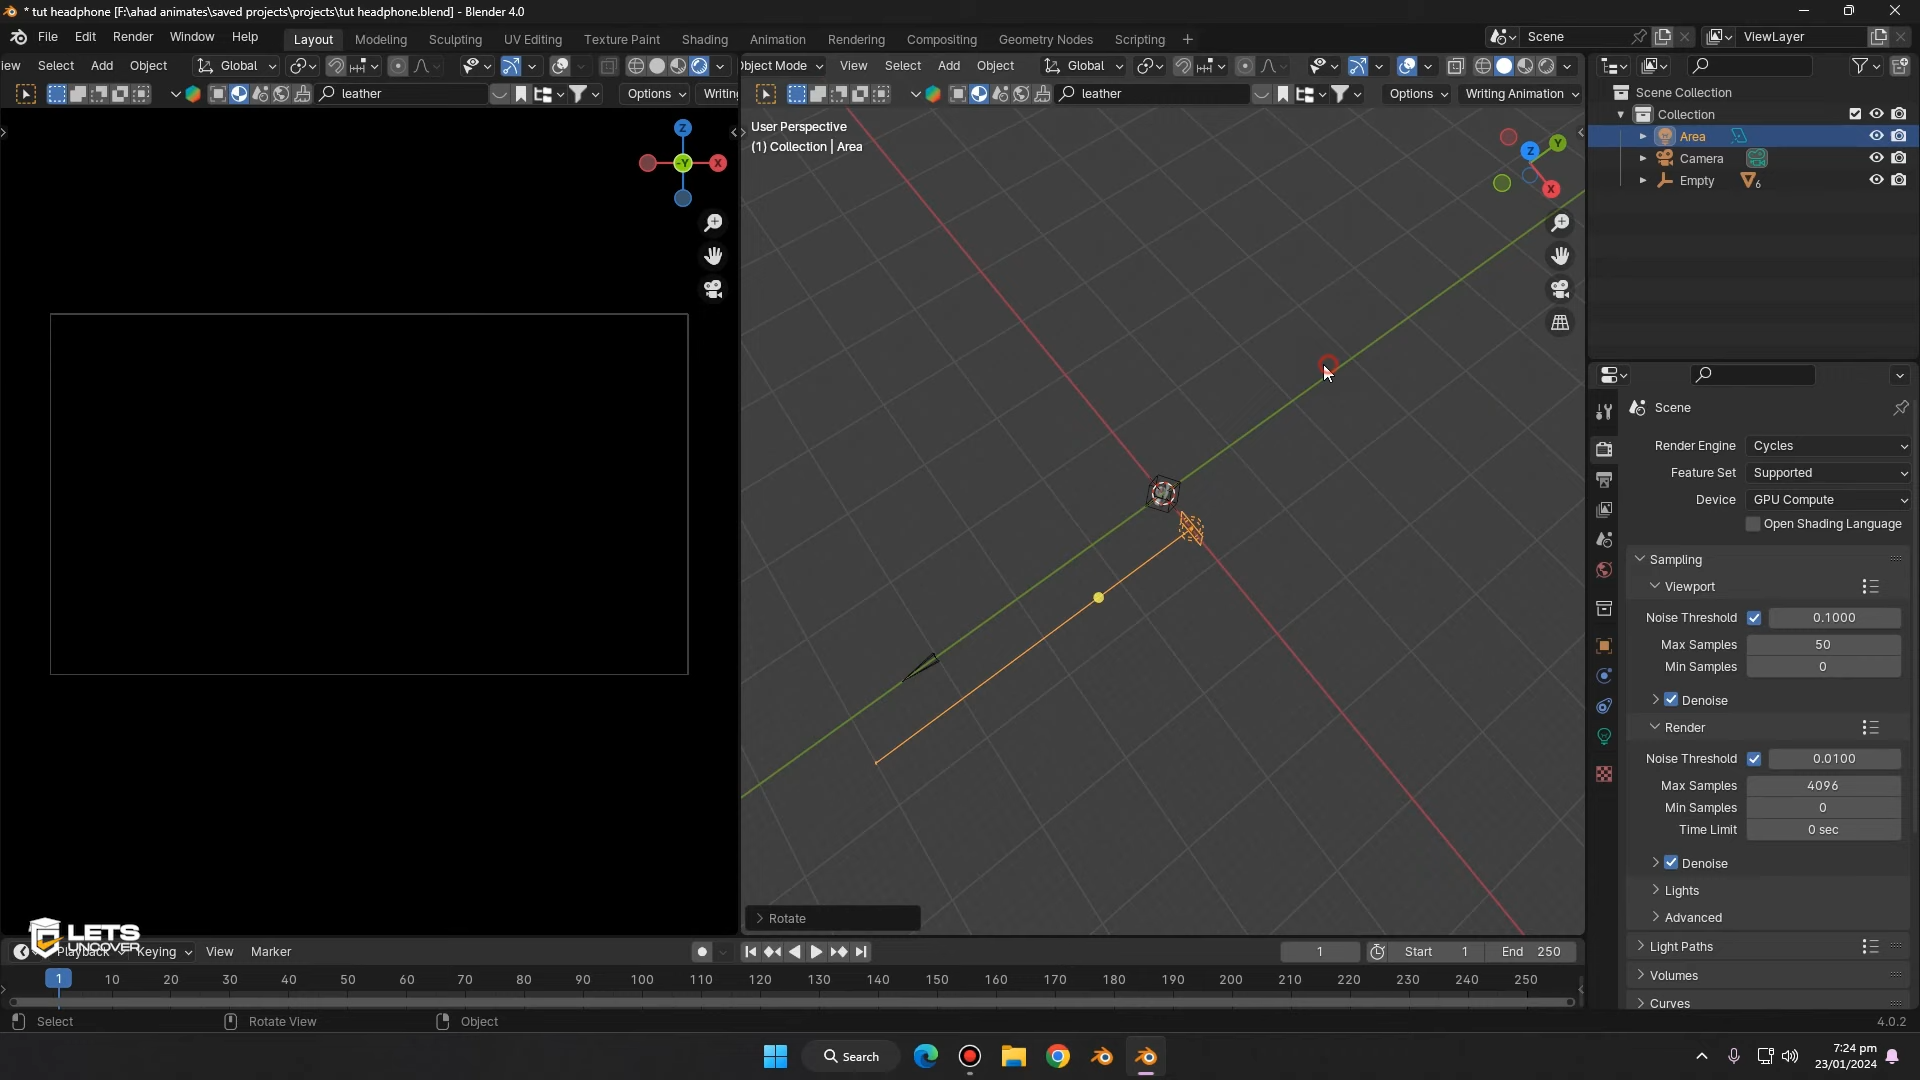 * tut headphone [F:\ahad animates\saved projects\projects\tut headphone.blend] - Blender 4.0
File Edit Render Window Help Layout Modeling Sculpting UV Editing Texture Paint Shading Animation Rendering Compositing Geometry Nodes Scripting + Scene ViewLayer
iew Select Add Object Global
bject Mode View Select Add Object Global
leather Options Writing
leather Options Writing Animation
Scene Collection
Collection
Area
Camera
Empty 6
Z
-Y X
User Perspective
(1) Collection | Area
Y
Z
X
Rotate
Scene
Render Engine Cycles
Feature Set Supported
Device GPU Compute
Open Shading Language
Sampling
Viewport
Noise Threshold 0.1000
Max Samples 50
Min Samples 0
Denoise
Render
Noise Threshold 0.0100
Max Samples 4096
Min Samples 0
Time Limit 0 sec
Denoise
Lights
Advanced
Light Paths
Volumes
Curves
LETS
UNCOVER
Playback Keying View Marker 1 Start 1 End 250
1 10 20 30 40 50 60 70 80 90 100 110 120 130 140 150 160 170 180 190 200 210 220 230 240 250
Select Rotate View Object 4.0.2
Search
7:24 pm
23/01/2024